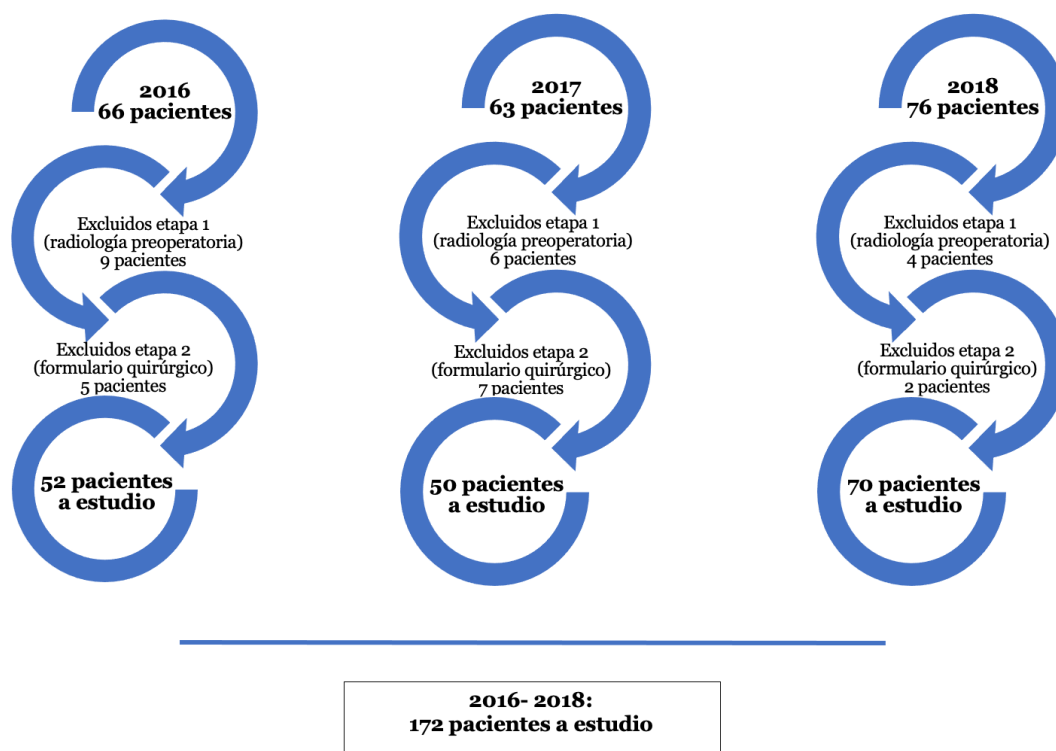 2016
66 pacientes
Excluidos etapa 1
(radiología preoperatoria)
9 pacientes
Excluidos etapa 2
(formulario quirúrgico)
5 pacientes
52 pacientes
a estudio
2017
63 pacientes
Excluidos etapa 1
(radiología preoperatoria)
6 pacientes
Excluidos etapa 2
(formulario quirúrgico)
7 pacientes
50 pacientes
a estudio
2018
76 pacientes
Excluidos etapa 1
(radiología preoperatoria)
4 pacientes
Excluidos etapa 2
(formulario quirúrgico)
2 pacientes
70 pacientes
a estudio
2016- 2018:
172 pacientes a estudio